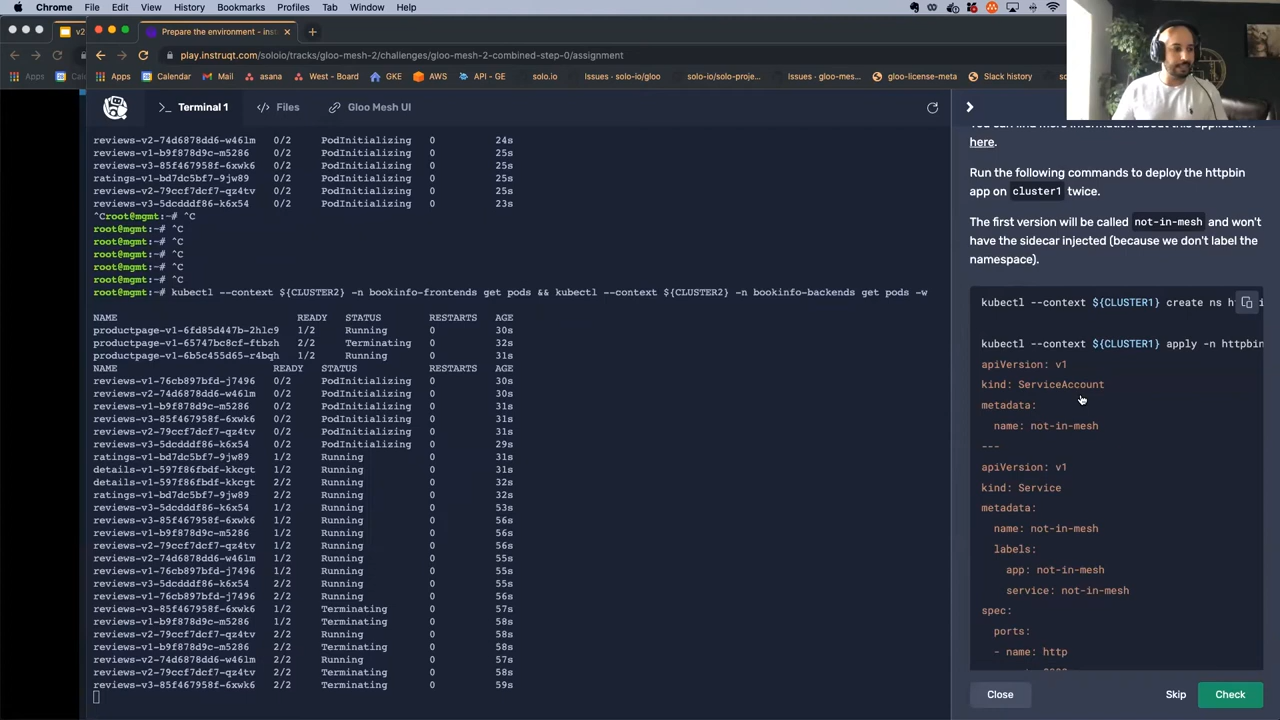 Chrome File Edit View History Bookmarks Profiles Tab Window Help
v2
Prepare the environment - inst
play.instruqt.com/soloio/tracks/gloo-mesh-2/challenges/gloo-mesh-2-combined-step-0/assignment
Apps
Apps Calendar Mail asana West - Board GKE AWS API - GE solo.io Issues · solo-io/gloo solo-io/solo-proje... Issues · gloo-mes... gloo-license-meta Slack history
>_ Terminal 1 Files Gloo Mesh UI
reviews-v2-74d6878dd6-w46lm 0/2 PodInitializing 0 24s
reviews-v1-b9f878d9c-m5286 0/2 PodInitializing 0 25s
reviews-v3-85f467958f-6xwk6 0/2 PodInitializing 0 25s
ratings-v1-bd7dc5bf7-9jw89 0/2 PodInitializing 0 25s
reviews-v2-79ccf7dcf7-qz4tv 0/2 PodInitializing 0 25s
reviews-v3-5dcdddf86-k6x54 0/2 PodInitializing 0 23s
^Croot@mgmt:~# ^C
root@mgmt:~# ^C
root@mgmt:~# ^C
root@mgmt:~# ^C
root@mgmt:~# ^C
root@mgmt:~# ^C
root@mgmt:~# kubectl --context ${CLUSTER2} -n bookinfo-frontends get pods && kubectl --context ${CLUSTER2} -n bookinfo-backends get pods -w
NAME READY STATUS RESTARTS AGE
productpage-v1-6fd85d447b-2hlc9 1/2 Running 0 30s
productpage-v1-65747bc8cf-ftbzh 2/2 Terminating 0 32s
productpage-v1-6b5c455d65-r4bqh 1/2 Running 0 31s
NAME READY STATUS RESTARTS AGE
reviews-v1-76cb897bfd-j7496 0/2 PodInitializing 0 30s
reviews-v2-74d6878dd6-w46lm 0/2 PodInitializing 0 30s
reviews-v1-b9f878d9c-m5286 0/2 PodInitializing 0 31s
reviews-v3-85f467958f-6xwk6 0/2 PodInitializing 0 31s
reviews-v2-79ccf7dcf7-qz4tv 0/2 PodInitializing 0 31s
reviews-v3-5dcdddf86-k6x54 0/2 PodInitializing 0 29s
ratings-v1-bd7dc5bf7-9jw89 1/2 Running 0 31s
details-v1-597f86fbdf-kkcgt 1/2 Running 0 31s
details-v1-597f86fbdf-kkcgt 2/2 Running 0 32s
ratings-v1-bd7dc5bf7-9jw89 2/2 Running 0 32s
reviews-v3-5dcdddf86-k6x54 1/2 Running 0 53s
reviews-v3-85f467958f-6xwk6 1/2 Running 0 56s
reviews-v1-b9f878d9c-m5286 1/2 Running 0 56s
reviews-v2-79ccf7dcf7-qz4tv 1/2 Running 0 56s
reviews-v2-74d6878dd6-w46lm 1/2 Running 0 55s
reviews-v1-76cb897bfd-j7496 1/2 Running 0 55s
reviews-v3-5dcdddf86-k6x54 2/2 Running 0 55s
reviews-v1-76cb897bfd-j7496 2/2 Running 0 56s
reviews-v3-85f467958f-6xwk6 1/2 Terminating 0 57s
reviews-v1-b9f878d9c-m5286 1/2 Terminating 0 58s
reviews-v2-79ccf7dcf7-qz4tv 2/2 Running 0 58s
reviews-v1-b9f878d9c-m5286 2/2 Terminating 0 58s
reviews-v2-74d6878dd6-w46lm 2/2 Running 0 57s
reviews-v2-79ccf7dcf7-qz4tv 2/2 Terminating 0 58s
reviews-v3-85f467958f-6xwk6 2/2 Terminating 0 59s
You can find more information about this application
here.
Run the following commands to deploy the httpbin
app on cluster1 twice.
The first version will be called not-in-mesh and won't
have the sidecar injected (because we don't label the
namespace).
kubectl --context ${CLUSTER1} create ns
kubectl --context ${CLUSTER1} apply -n httpbin
apiVersion: v1
kind: ServiceAccount
metadata:
name: not-in-mesh
---
apiVersion: v1
kind: Service
metadata:
name: not-in-mesh
labels:
app: not-in-mesh
service: not-in-mesh
spec:
ports:
- name: http
Close Skip Check